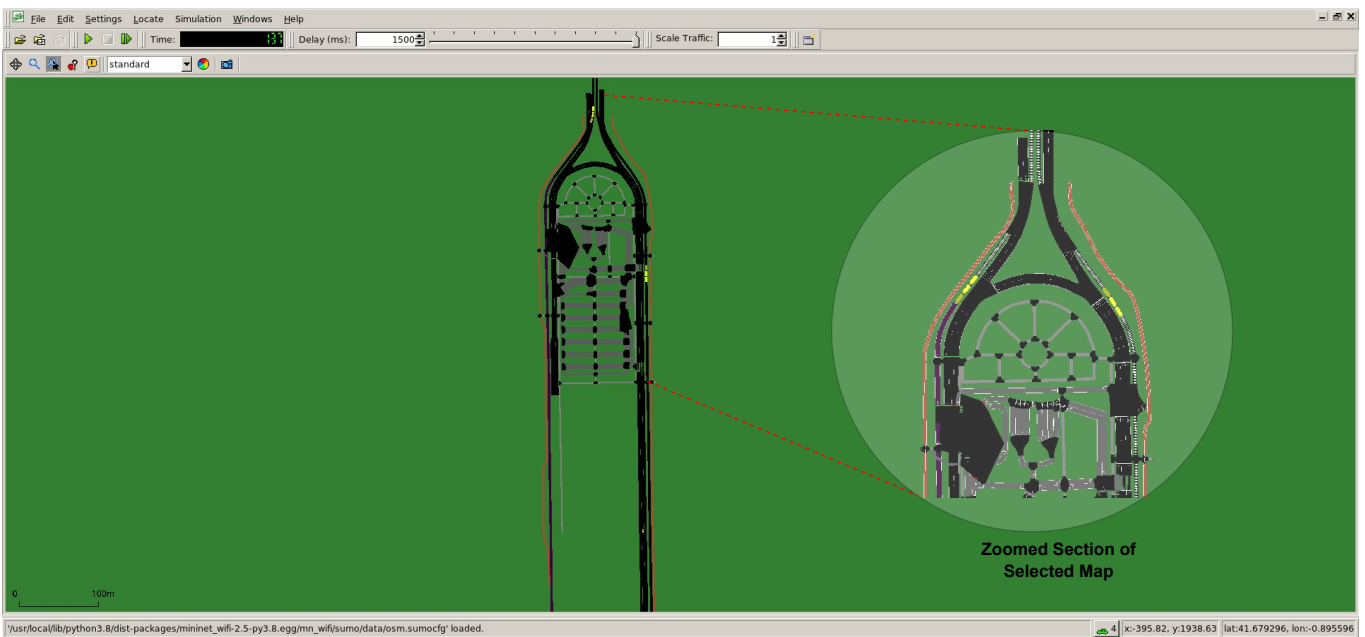 File Edit Settings Locate Simulation Windows Help
Time: 137 Delay (ms): 1500 Scale Traffic: 1
standard
Zoomed Section of
Selected Map
0 100m
'/usr/local/lib/python3.8/dist-packages/mininet_wifi-2.5-py3.8.egg/mn_wifi/sumo/data/osm.sumocfg' loaded. 4 x:-395.82, y:1938.63 lat:41.679296, lon:-0.895596